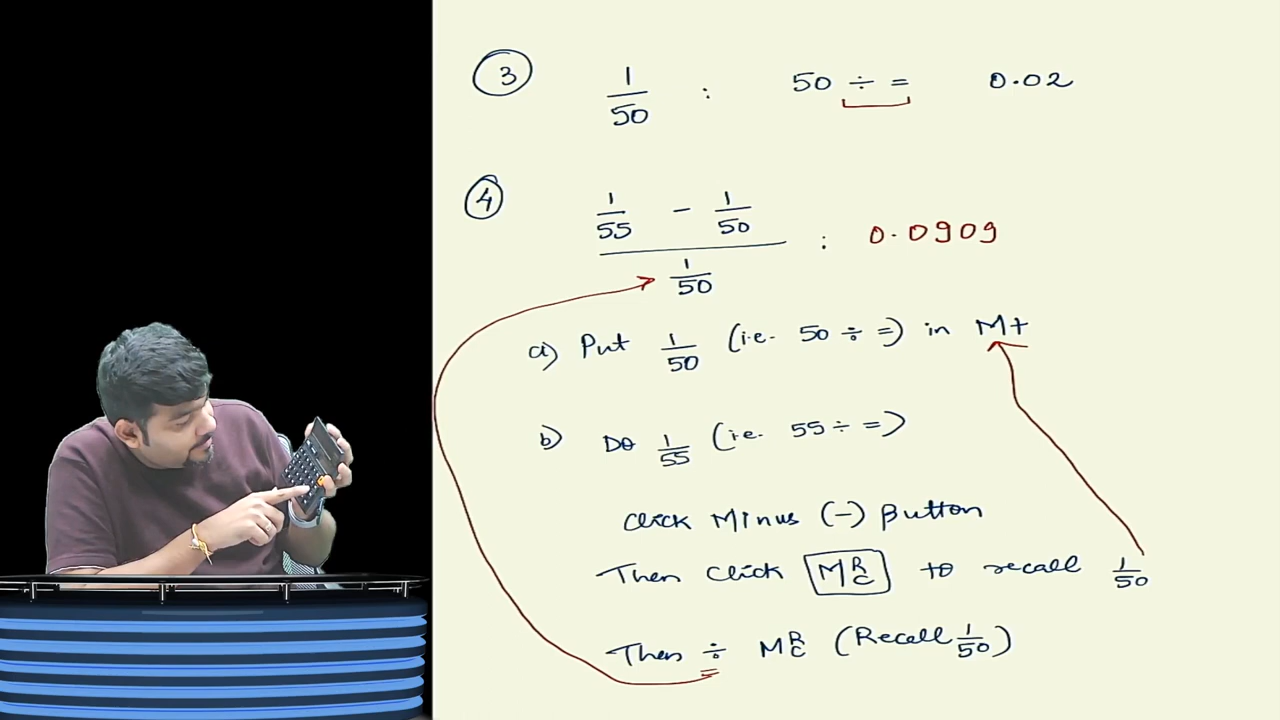 ③ 1/50 : 50 ÷ = 0.02
④ (1/55 - 1/50) / (1/50) : 0.0909
a) Put 1/50 (i.e. 50 ÷ =) in M+
b) Do 1/55 (i.e. 55 ÷ =)
Click Minus (-) Button
Then Click MRC to recall 1/50
Then ÷ MRC (Recall 1/50)